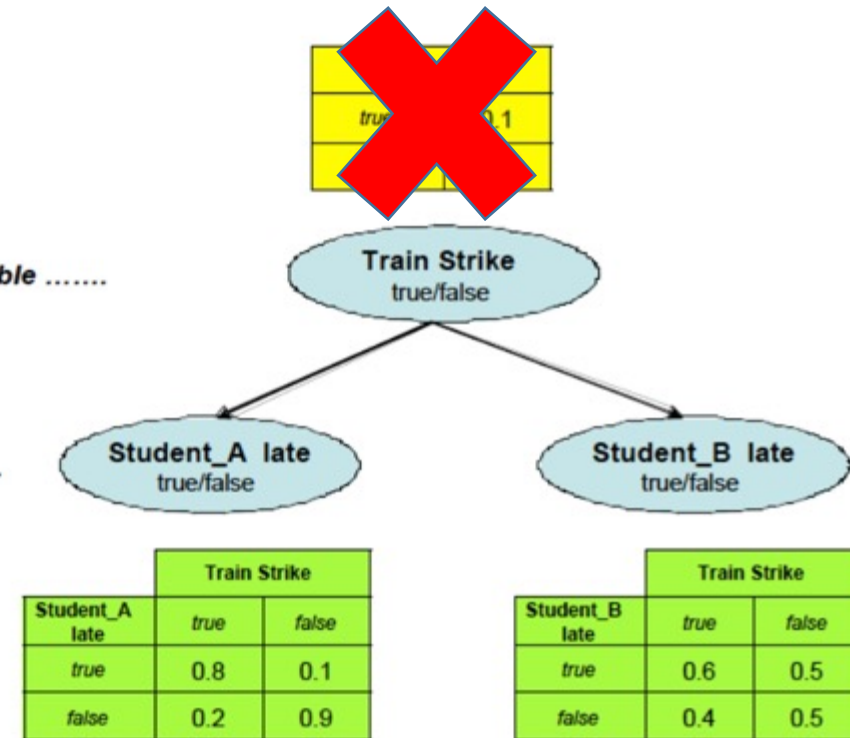 true 0.1
ble .......
Train Strike
true/false
Student_A late
true/false
Student_B late
true/false
Train Strike
Student_A late
true false
true 0.8 0.1
false 0.2 0.9
Train Strike
Student_B late
true false
true 0.6 0.5
false 0.4 0.5